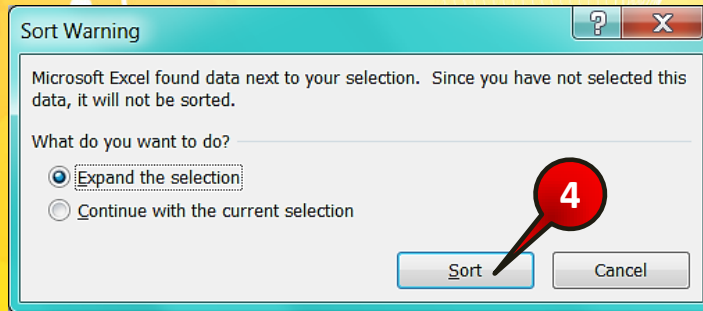 Sort Warning
Microsoft Excel found data next to your selection.  Since you have not selected this
data, it will not be sorted.
What do you want to do?
Expand the selection
Continue with the current selection
4
Sort
Cancel